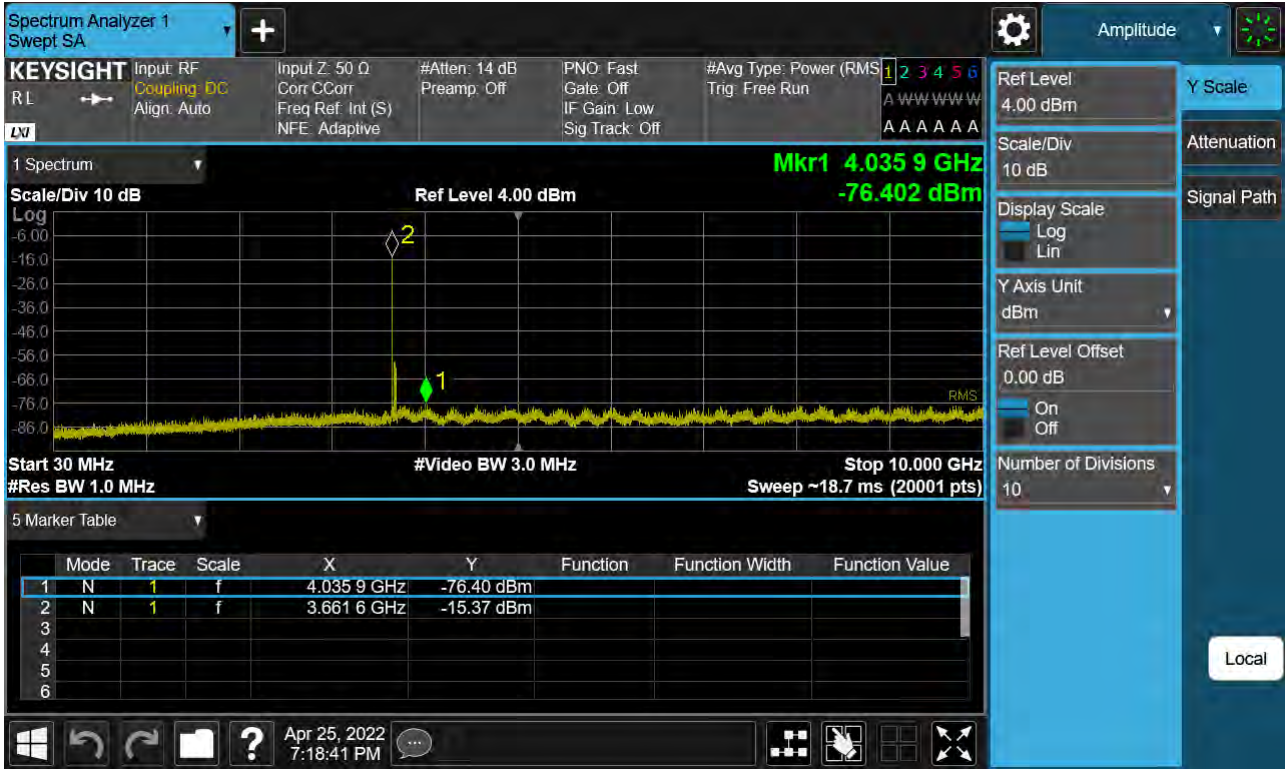 Spectrum Analyzer 1
Swept SA
+
Amplitude
KEYSIGHT
RL
LXI
Input: RF
Coupling: DC
Align: Auto
Input Z: 50 Ω
Corr CCorr
Freq Ref: Int (S)
NFE: Adaptive
#Atten: 14 dB
Preamp: Off
PNO: Fast
Gate: Off
IF Gain: Low
Sig Track: Off
#Avg Type: Power (RMS
Trig: Free Run
1 2 3 4 5 6
A W W W W W
A A A A A A
1 Spectrum
Mkr1 4.035 9 GHz
Scale/Div 10 dB
Ref Level 4.00 dBm
-76.402 dBm
Log
-6.00
-16.0
-26.0
-36.0
-46.0
-56.0
-66.0
-76.0
-86.0
2
1
RMS
Start 30 MHz
#Video BW 3.0 MHz
Stop 10.000 GHz
#Res BW 1.0 MHz
Sweep ~18.7 ms (20001 pts)
5 Marker Table
Mode Trace Scale X Y Function Function Width Function Value
1 N 1 f 4.035 9 GHz -76.40 dBm
2 N 1 f 3.661 6 GHz -15.37 dBm
3
4
5
6
Ref Level
4.00 dBm
Scale/Div
10 dB
Display Scale
Log
Lin
Y Axis Unit
dBm
Ref Level Offset
0.00 dB
On
Off
Number of Divisions
10
Y Scale
Attenuation
Signal Path
Local
?
Apr 25, 2022
7:18:41 PM